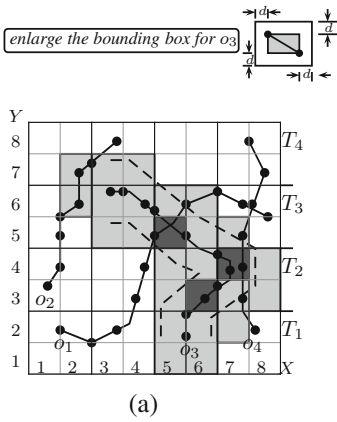 d
d
enlarge the bounding box for o3
d
d
Y
8 T4
7
6 T3
5
4 T2
3
o2
2 o1 o3 o4 T1
1
1 2 3 4 5 6 7 8 X
(a)